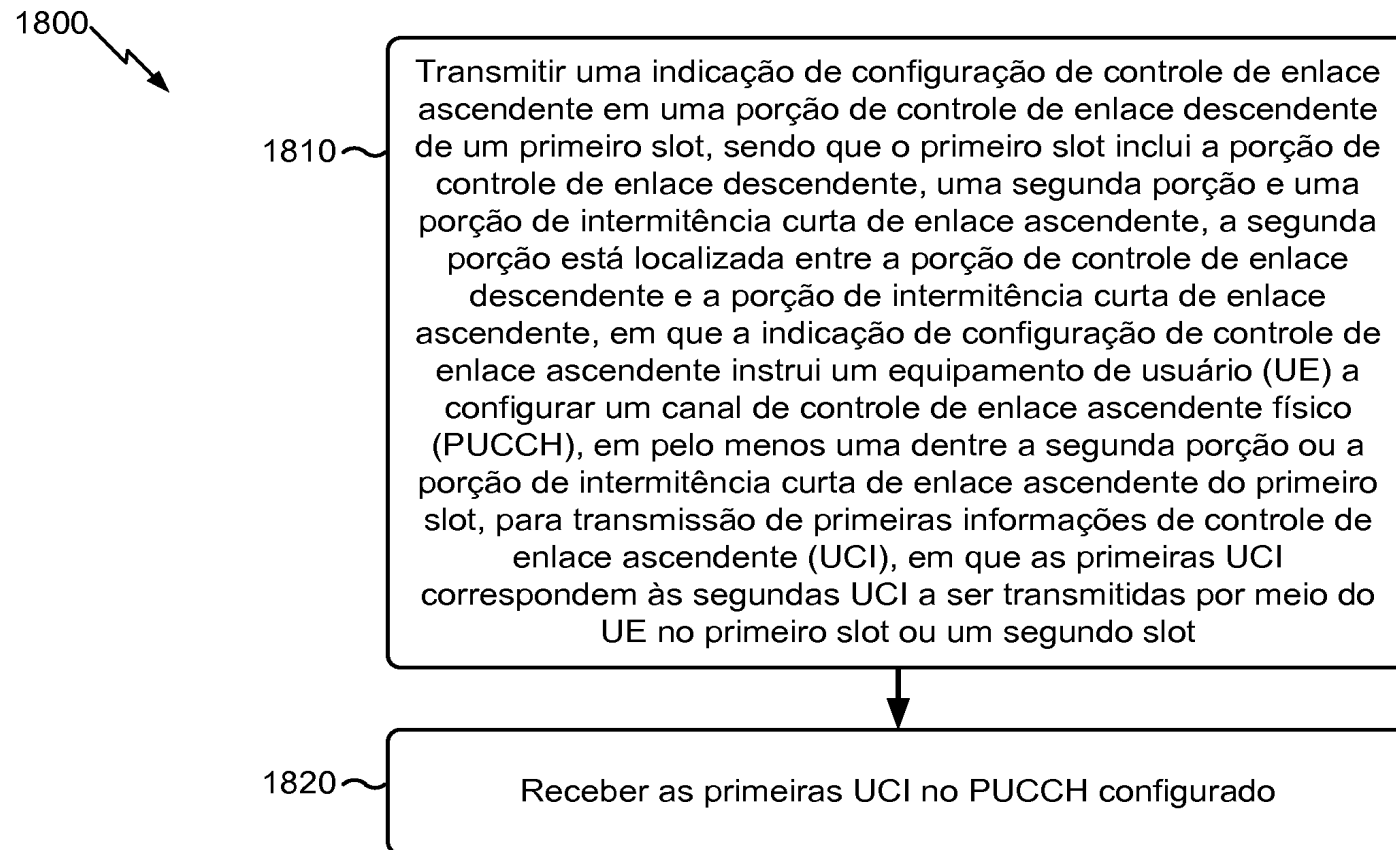 1800
Transmitir uma indicação de configuração de controle de enlace
ascendente em uma porção de controle de enlace descendente
de um primeiro slot, sendo que o primeiro slot inclui a porção de
controle de enlace descendente, uma segunda porção e uma
porção de intermitência curta de enlace ascendente, a segunda
porção está localizada entre a porção de controle de enlace
descendente e a porção de intermitência curta de enlace
ascendente, em que a indicação de configuração de controle de
enlace ascendente instrui um equipamento de usuário (UE) a
configurar um canal de controle de enlace ascendente físico
(PUCCH), em pelo menos uma dentre a segunda porção ou a
porção de intermitência curta de enlace ascendente do primeiro
slot, para transmissão de primeiras informações de controle de
enlace ascendente (UCI), em que as primeiras UCI
correspondem às segundas UCI a ser transmitidas por meio do
UE no primeiro slot ou um segundo slot
1810
1820
Receber as primeiras UCI no PUCCH configurado